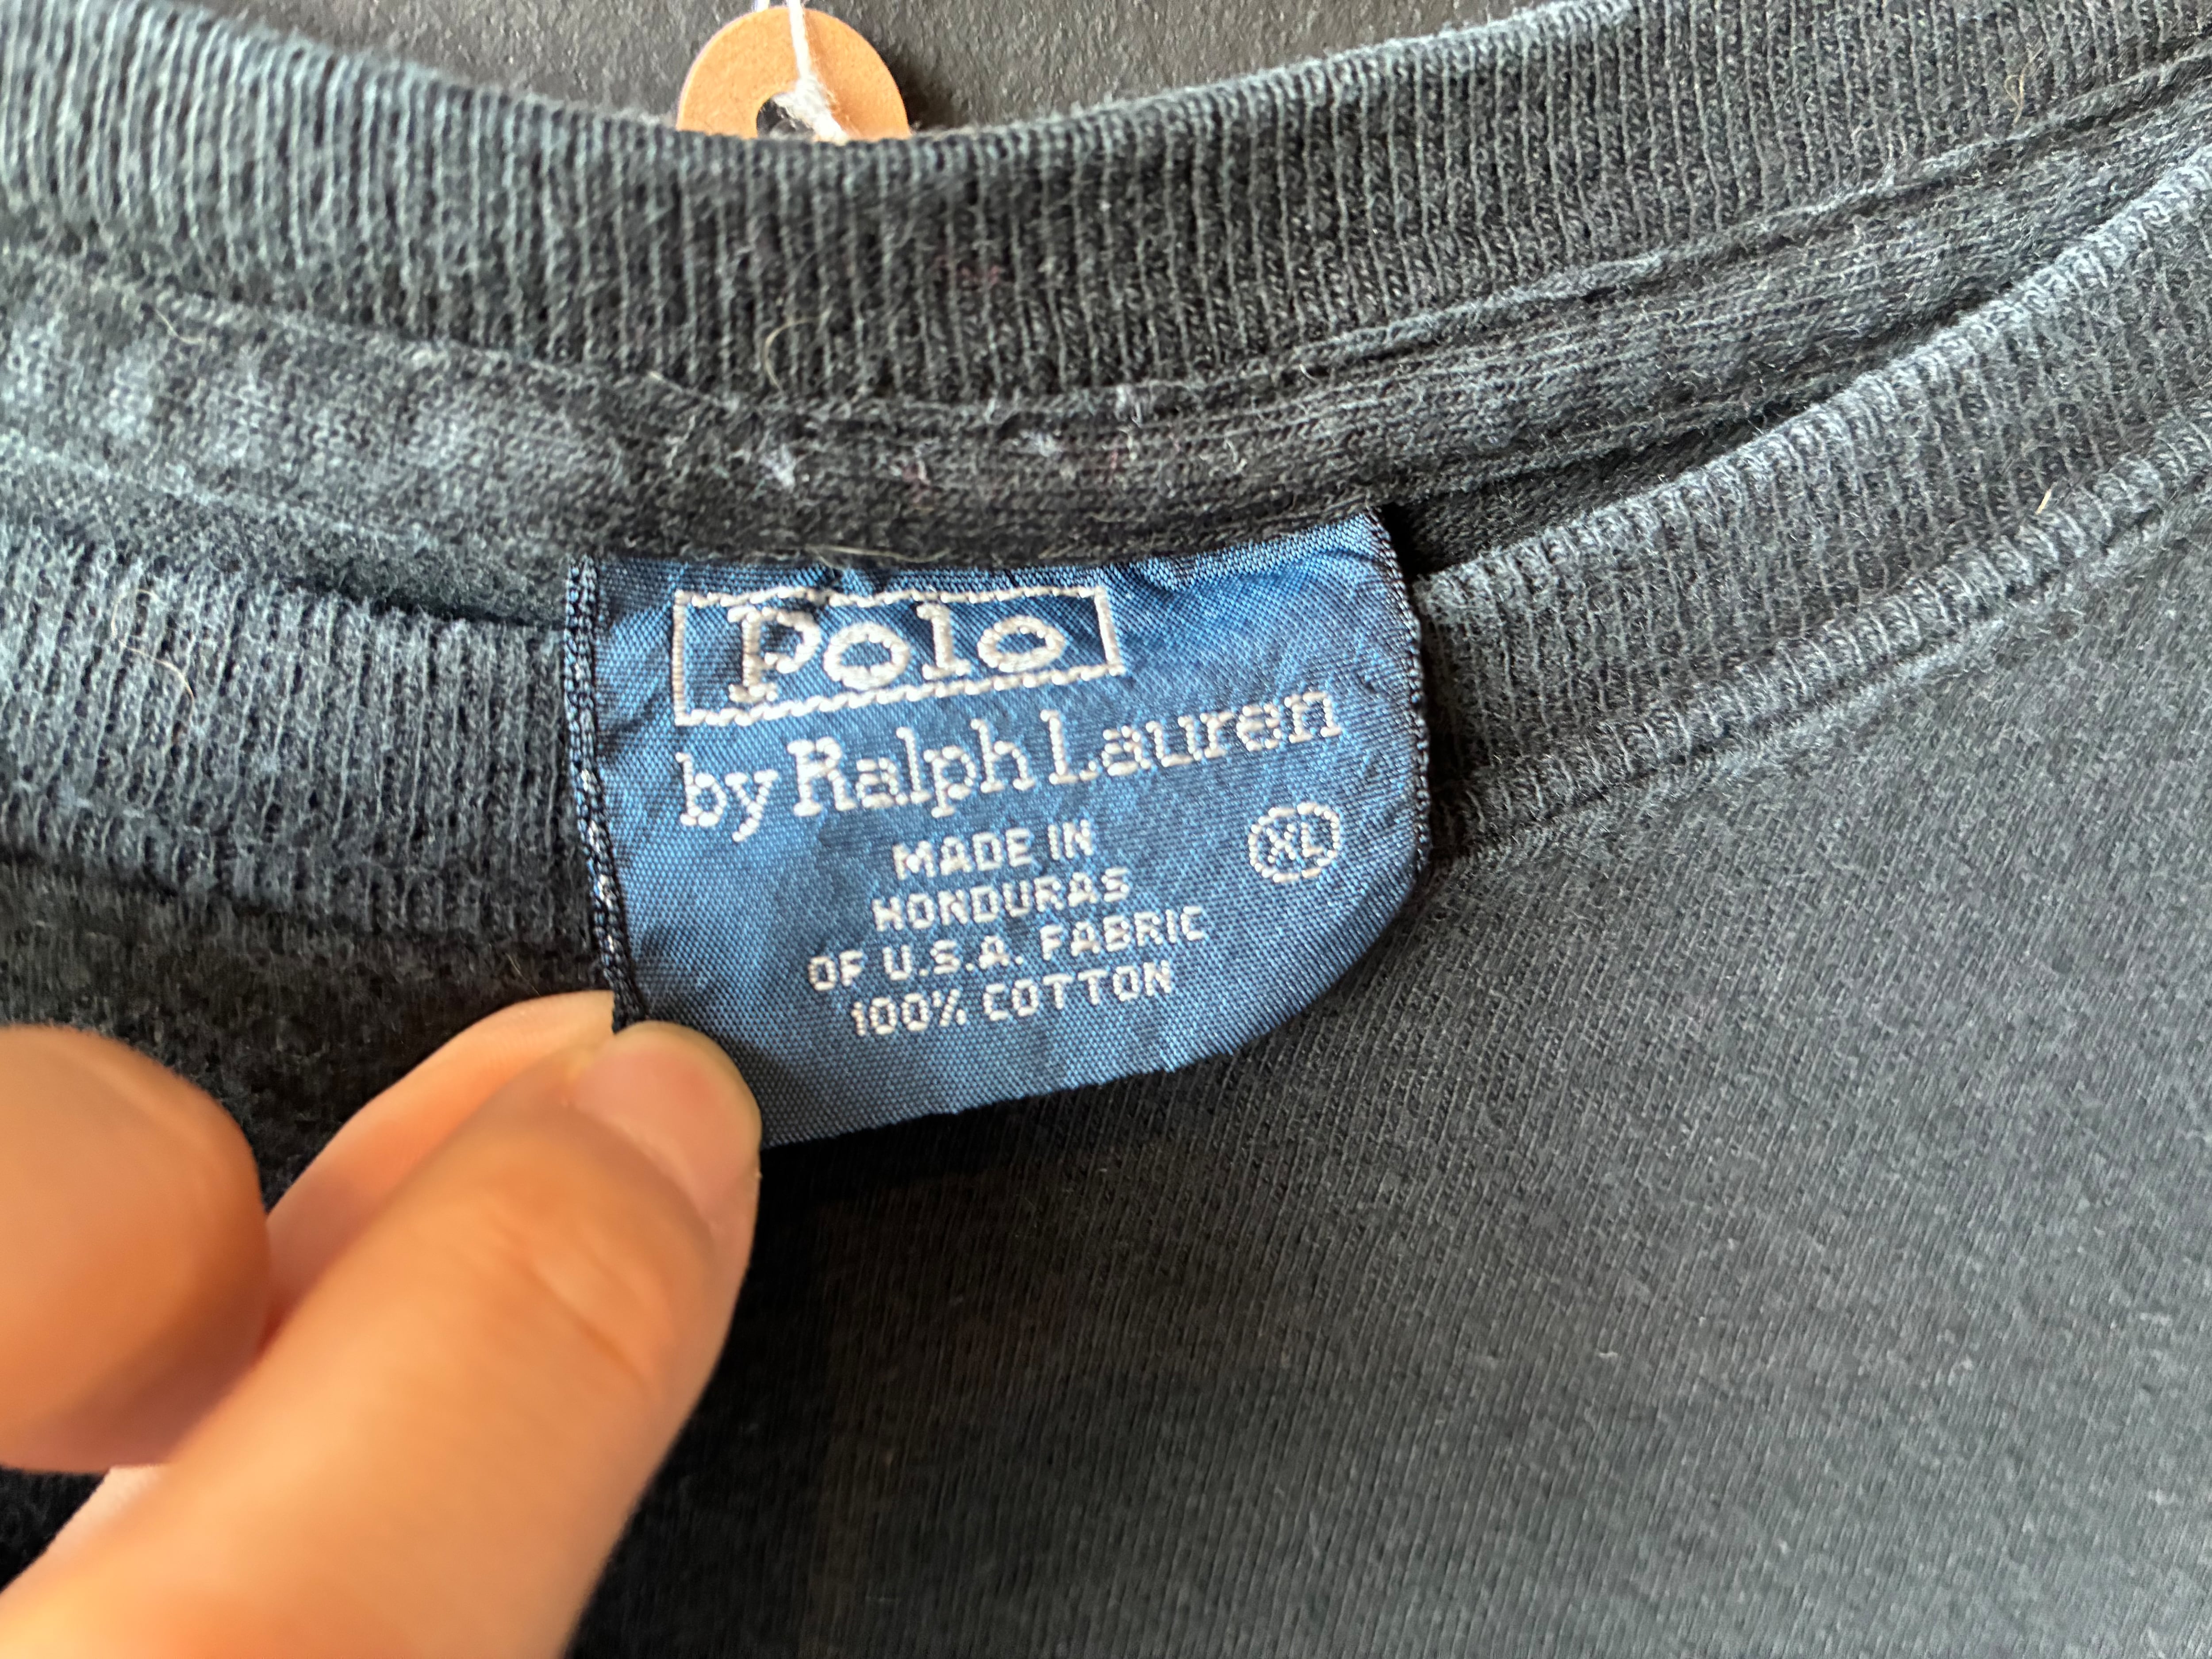 Polo
by Ralph Lauren
MADE IN
HONDURAS
OF U.S.A. FABRIC
100% COTTON
XL